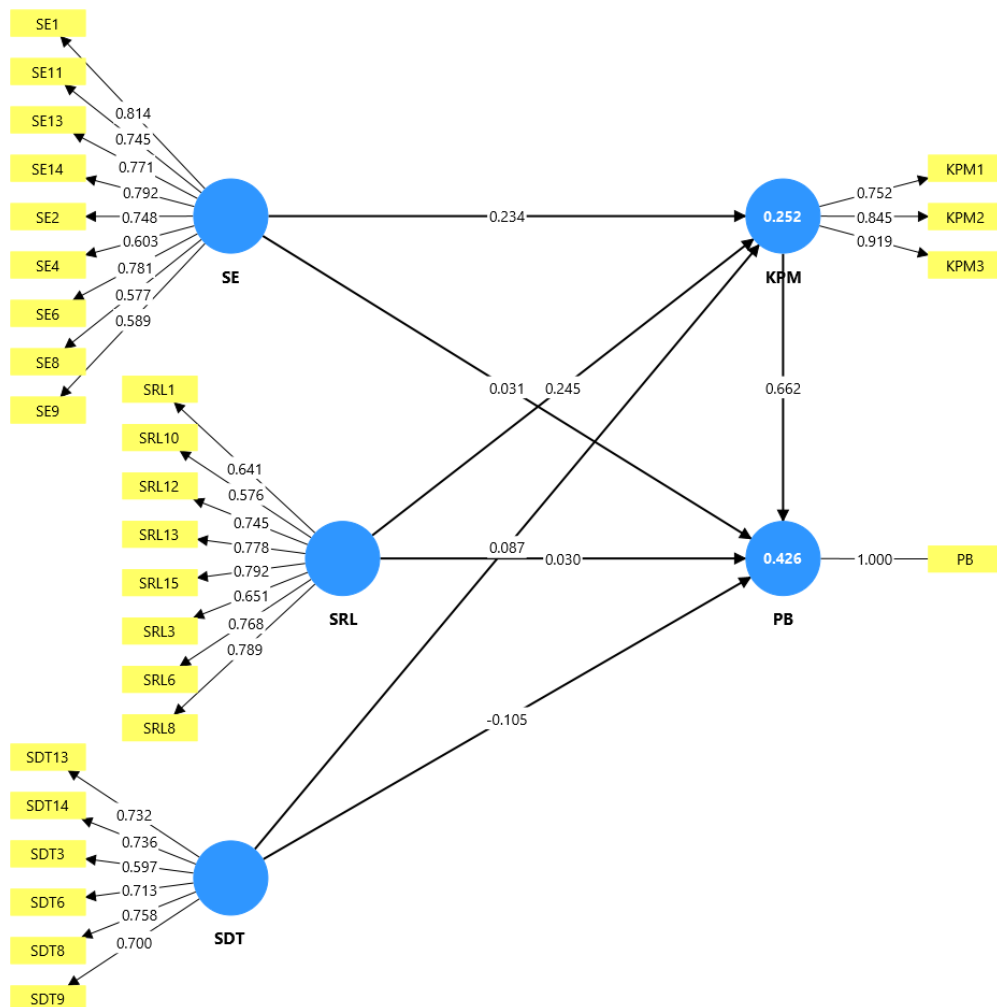 SE1
SE11
SE13
SE14
SE2
SE4
SE6
SE8
SE9
0.814
0.745
0.771
0.792
0.748
0.603
0.781
0.577
0.589
SE
0.234
0.031
SRL1
SRL10
SRL12
SRL13
SRL15
SRL3
SRL6
SRL8
0.641
0.576
0.745
0.778
0.792
0.651
0.768
0.789
SRL
0.245
0.030
SDT13
SDT14
SDT3
SDT6
SDT8
SDT9
0.732
0.736
0.597
0.713
0.758
0.700
SDT
0.087
-0.105
0.252
KPM
0.752
0.845
0.919
KPM1
KPM2
KPM3
0.662
0.426
PB
1.000
PB